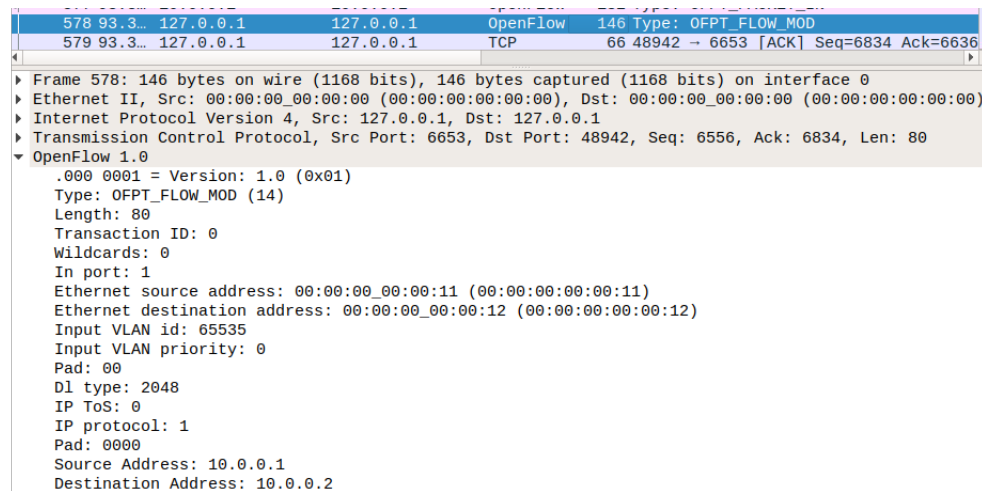 578 93.3… 127.0.0.1 127.0.0.1 OpenFlow 146 Type: OFPT_FLOW_MOD
579 93.3… 127.0.0.1 127.0.0.1 TCP 66 48942 → 6653 [ACK] Seq=6834 Ack=6636
Frame 578: 146 bytes on wire (1168 bits), 146 bytes captured (1168 bits) on interface 0
Ethernet II, Src: 00:00:00_00:00:00 (00:00:00:00:00:00), Dst: 00:00:00_00:00:00 (00:00:00:00:00:00)
Internet Protocol Version 4, Src: 127.0.0.1, Dst: 127.0.0.1
Transmission Control Protocol, Src Port: 6653, Dst Port: 48942, Seq: 6556, Ack: 6834, Len: 80
OpenFlow 1.0
.000 0001 = Version: 1.0 (0x01)
Type: OFPT_FLOW_MOD (14)
Length: 80
Transaction ID: 0
Wildcards: 0
In port: 1
Ethernet source address: 00:00:00_00:00:11 (00:00:00:00:00:11)
Ethernet destination address: 00:00:00_00:00:12 (00:00:00:00:00:12)
Input VLAN id: 65535
Input VLAN priority: 0
Pad: 00
Dl type: 2048
IP ToS: 0
IP protocol: 1
Pad: 0000
Source Address: 10.0.0.1
Destination Address: 10.0.0.2